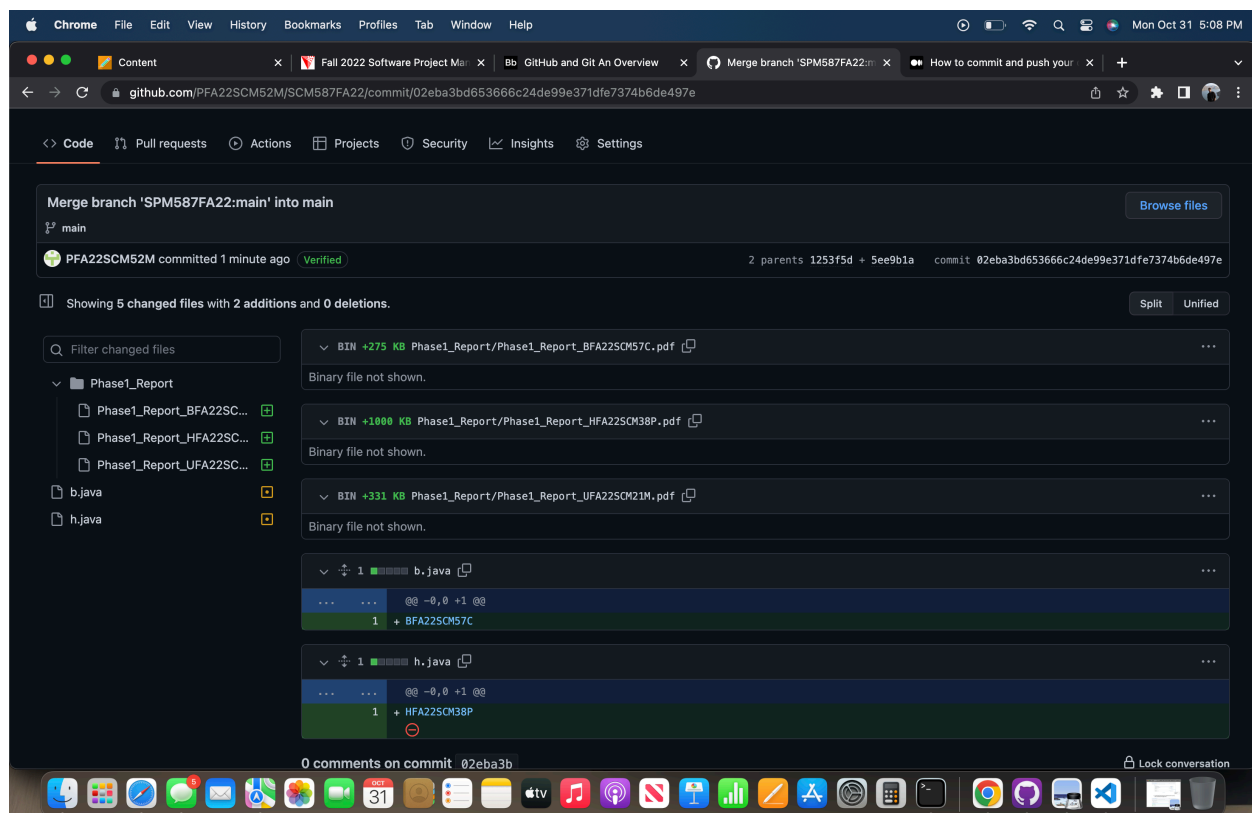 Chrome File Edit View History Bookmarks Profiles Tab Window Help Mon Oct 31 5:08 PM
Content Fall 2022 Software Project Man Bb GitHub and Git An Overview Merge branch 'SPM587FA22:m How to commit and push your
github.com/PFA22SCM52M/SCM587FA22/commit/02eba3bd653666c24de99e371dfe7374b6de497e
<> Code Pull requests Actions Projects Security Insights Settings
Merge branch 'SPM587FA22:main' into main
Browse files
main
PFA22SCM52M committed 1 minute ago Verified 2 parents 1253f5d + 5ee9b1a commit 02eba3bd653666c24de99e371dfe7374b6de497e
Showing 5 changed files with 2 additions and 0 deletions. Split Unified
Filter changed files
Phase1_Report
Phase1_Report_BFA22SC...
Phase1_Report_HFA22SC...
Phase1_Report_UFA22SC...
b.java
h.java
BIN +275 KB Phase1_Report/Phase1_Report_BFA22SCM57C.pdf ...
Binary file not shown.
BIN +1000 KB Phase1_Report/Phase1_Report_HFA22SCM38P.pdf ...
Binary file not shown.
BIN +331 KB Phase1_Report/Phase1_Report_UFA22SCM21M.pdf ...
Binary file not shown.
1 b.java ...
... ... @@ -0,0 +1 @@
1 + BFA22SCM57C
1 h.java ...
... ... @@ -0,0 +1 @@
1 + HFA22SCM38P
0 comments on commit 02eba3b Lock conversation
5 OCT 31 tv